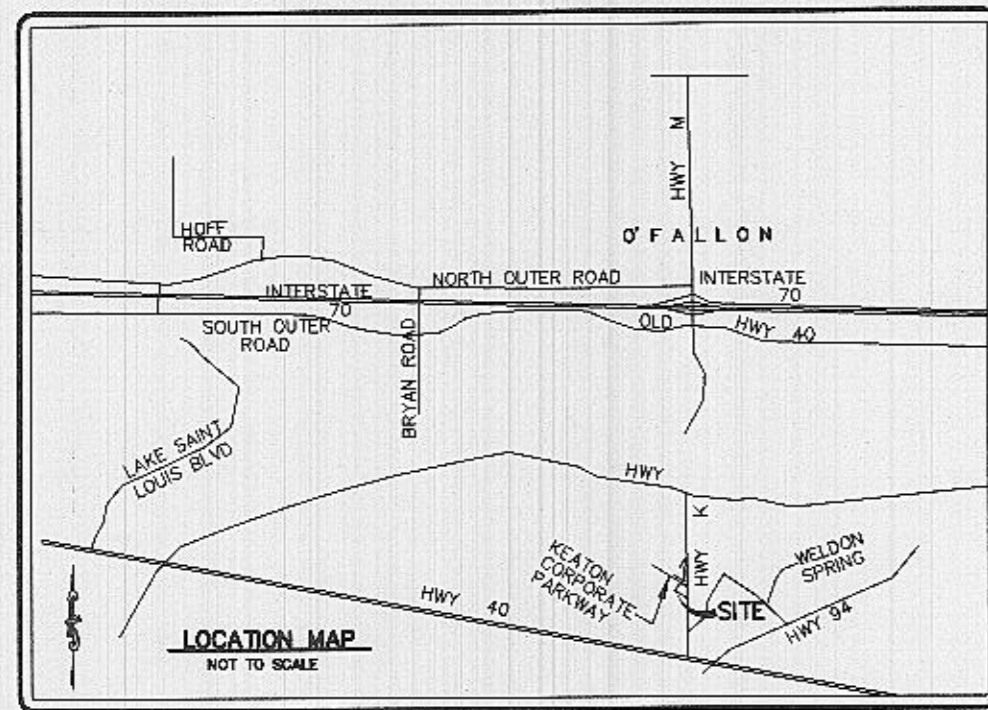 HWY M
O'FALLON
HOFF
ROAD
NORTH OUTER ROAD
INTERSTATE
70
INTERSTATE
70
SOUTH OUTER
ROAD
OLD
HWY 40
BRYAN ROAD
LAKE SAINT
LOUIS BLVD
HWY
HWY K
KEATON
CORPORATE
PARKWAY
WELDON
SPRING
SITE
HWY 94
HWY 40
LOCATION MAP
NOT TO SCALE